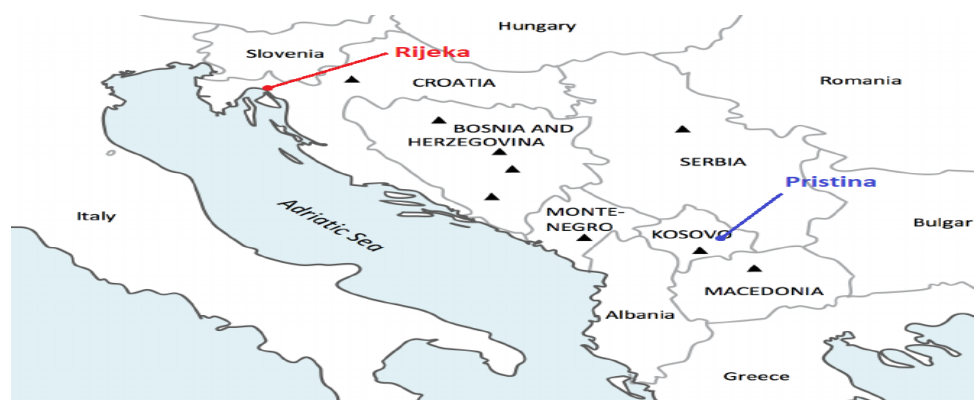 Hungary
Slovenia
Rijeka
CROATIA
Romania
BOSNIA AND
HERZEGOVINA
SERBIA
Pristina
Italy
Adriatic Sea
MONTE-
NEGRO
KOSOVO
Bulgar
MACEDONIA
Albania
Greece